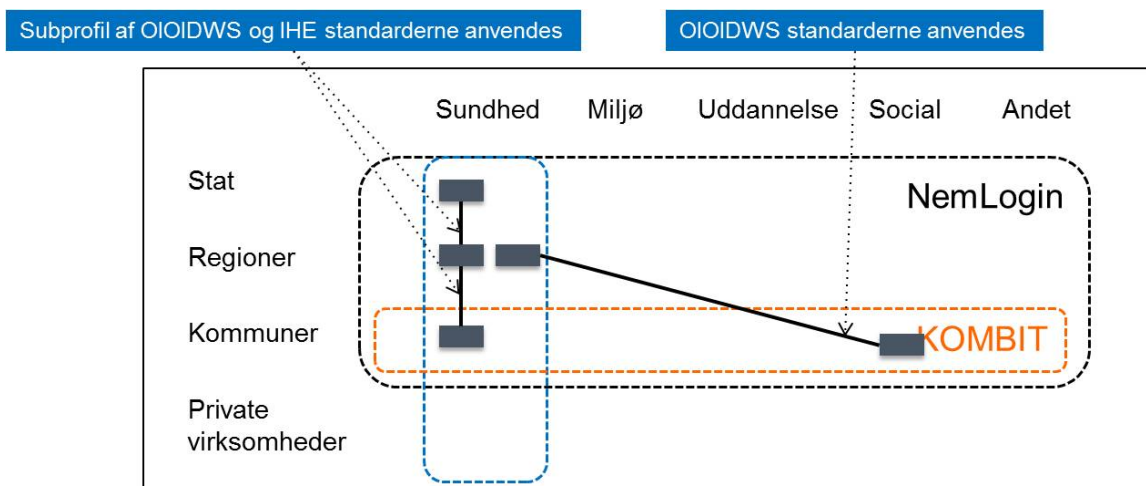 Subprofil af OIOIDWS og IHE standarderne anvendes
OIOIDWS standarderne anvendes
Sundhed Miljø Uddannelse Social Andet
Stat
NemLogin
Regioner
Kommuner
KOMBIT
Private
virksomheder